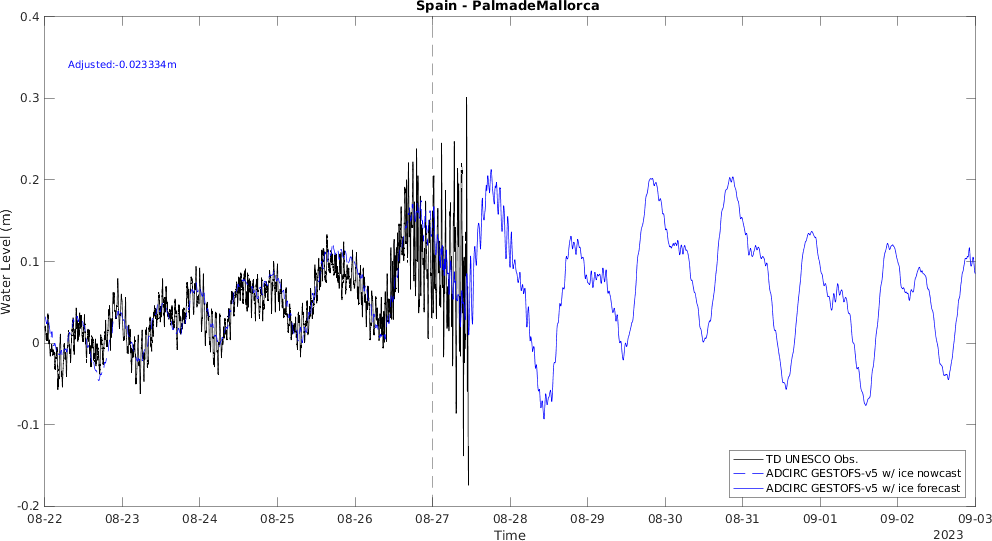 Spain - PalmadeMallorca
Adjusted:-0.023334m
Water Level (m)
0.4
0.3
0.2
0.1
0
-0.1
-0.2
TD UNESCO Obs.
ADCIRC GESTOFS-v5 w/ ice nowcast
ADCIRC GESTOFS-v5 w/ ice forecast
08-22 08-23 08-24 08-25 08-26 08-27 08-28 08-29 08-30 08-31 09-01 09-02 09-03
Time
2023